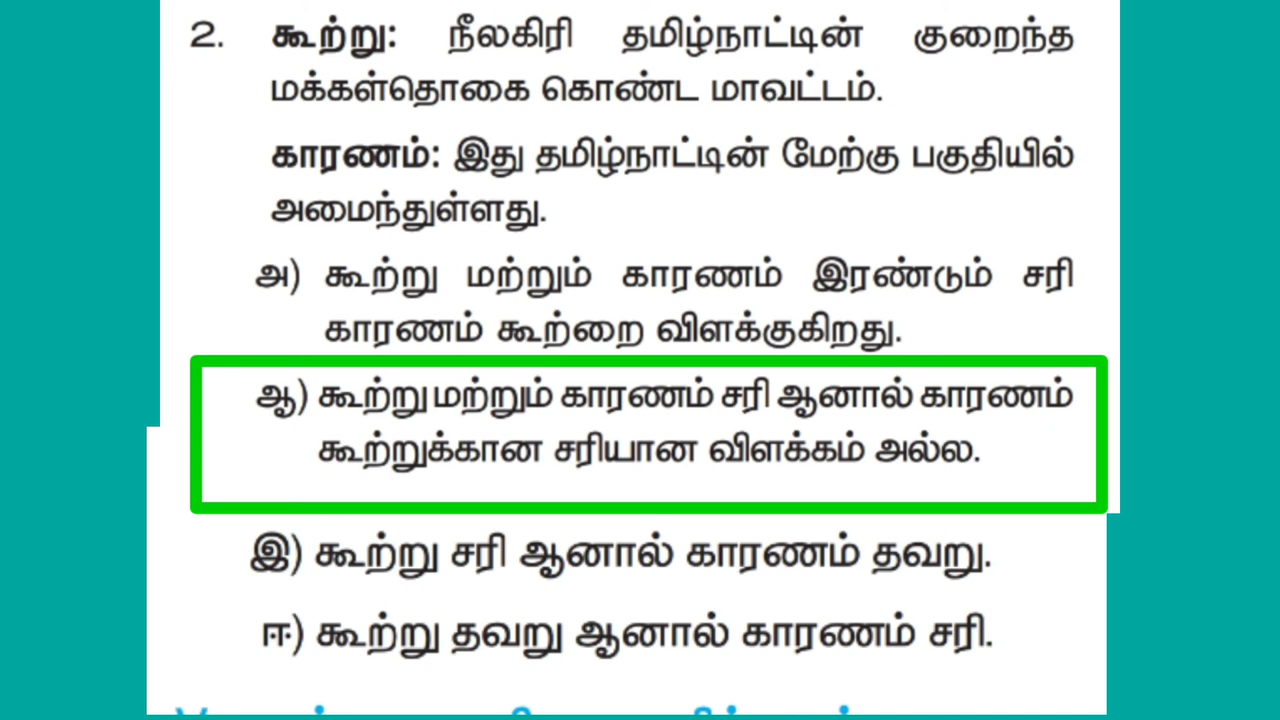 2. கூற்று: நீலகிரி தமிழ்நாட்டின் குறைந்த
மக்கள்தொகை கொண்ட மாவட்டம்.
காரணம்: இது தமிழ்நாட்டின் மேற்கு பகுதியில்
அமைந்துள்ளது.
அ) கூற்று மற்றும் காரணம் இரண்டும் சரி
காரணம் கூற்றை விளக்குகிறது.
ஆ) கூற்று மற்றும் காரணம் சரி ஆனால் காரணம்
கூற்றுக்கான சரியான விளக்கம் அல்ல.
இ) கூற்று சரி ஆனால் காரணம் தவறு.
ஈ) கூற்று தவறு ஆனால் காரணம் சரி.